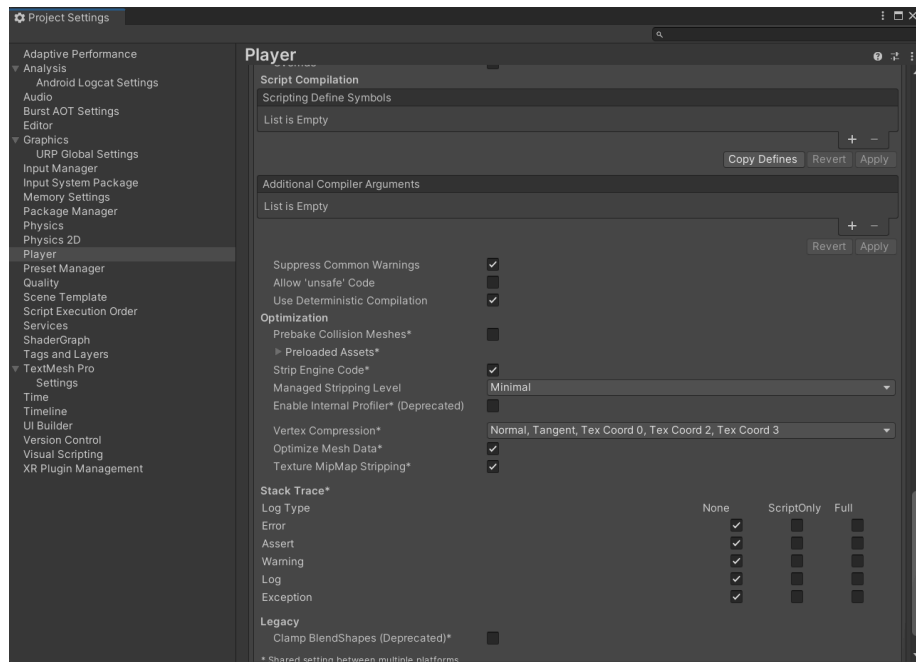 Project Settings
Adaptive Performance
Analysis
Android Logcat Settings
Audio
Burst AOT Settings
Editor
Graphics
URP Global Settings
Input Manager
Input System Package
Memory Settings
Package Manager
Physics
Physics 2D
Player
Preset Manager
Quality
Scene Template
Script Execution Order
Services
ShaderGraph
Tags and Layers
TextMesh Pro
Settings
Time
Timeline
UI Builder
Version Control
Visual Scripting
XR Plugin Management
Player
Script Compilation
Scripting Define Symbols
List is Empty
+ −
Copy Defines Revert Apply
Additional Compiler Arguments
List is Empty
+ −
Revert Apply
Suppress Common Warnings
Allow 'unsafe' Code
Use Deterministic Compilation
Optimization
Prebake Collision Meshes*
Preloaded Assets*
Strip Engine Code*
Managed Stripping Level Minimal
Enable Internal Profiler* (Deprecated)
Vertex Compression* Normal, Tangent, Tex Coord 0, Tex Coord 2, Tex Coord 3
Optimize Mesh Data*
Texture MipMap Stripping*
Stack Trace*
Log Type None ScriptOnly Full
Error
Assert
Warning
Log
Exception
Legacy
Clamp BlendShapes (Deprecated)*
* Shared setting between multiple platforms